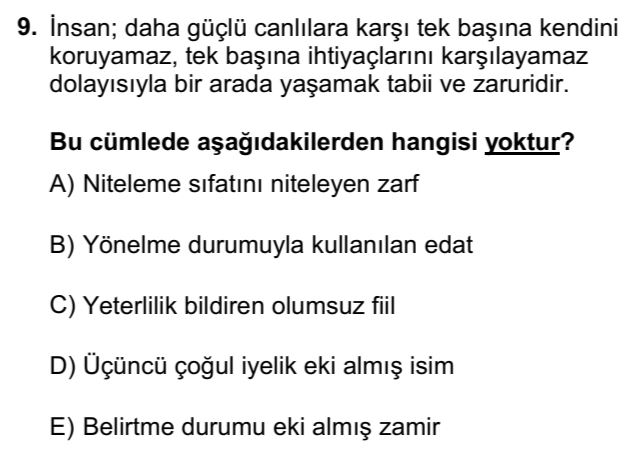 9. İnsan; daha güçlü canlılara karşı tek başına kendini
koruyamaz, tek başına ihtiyaçlarını karşılayamaz
dolayısıyla bir arada yaşamak tabii ve zaruridir.
Bu cümlede aşağıdakilerden hangisi yoktur?
A) Niteleme sıfatını niteleyen zarf
B) Yönelme durumuyla kullanılan edat
C) Yeterlilik bildiren olumsuz fiil
D) Üçüncü çoğul iyelik eki almış isim
E) Belirtme durumu eki almış zamir